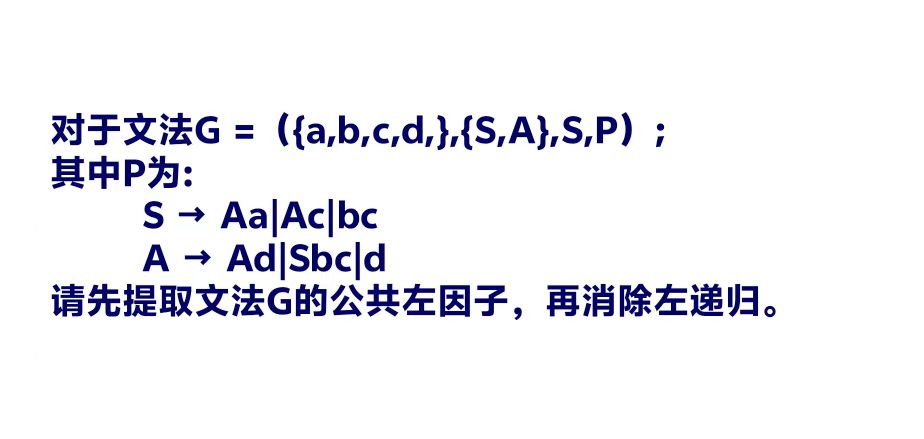 对于文法G =（{a,b,c,d,},{S,A},S,P）;
其中P为:
S → Aa|Ac|bc
A → Ad|Sbc|d
请先提取文法G的公共左因子，再消除左递归。